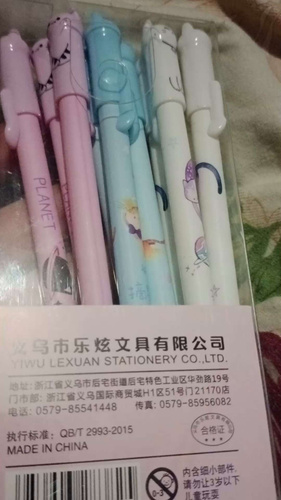 PLANET
义乌市乐炫文具有限公司
YIWU LEXUAN STATIONERY CO.,LTD.
地址:浙江省义乌市后宅街道后宅特色工业区华劲路19号
门市部:浙江省义乌国际商贸城H1区51号门21170店
电话:0579-85541448 传真:0579-85956082
执行标准:QB/T 2993-2015
MADE IN CHINA
合格证
0-3
内含细小部件
请勿让3岁以下
儿童玩耍